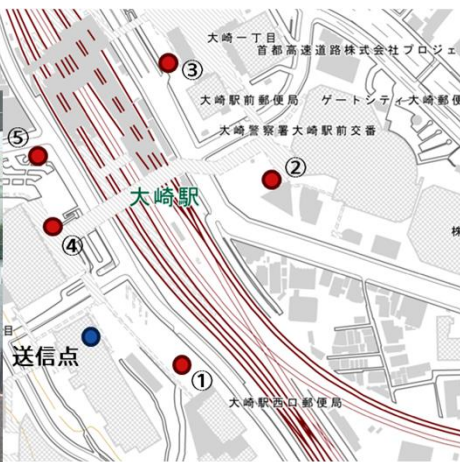 大崎一丁目
首都高速道路株式会社プロジェ
③
大崎駅前郵便局
ゲートシティ大崎郵便
大崎警察署大崎駅前交番
⑤
②
大崎駅
④
株
目
送信点
①
大崎駅西口郵便局